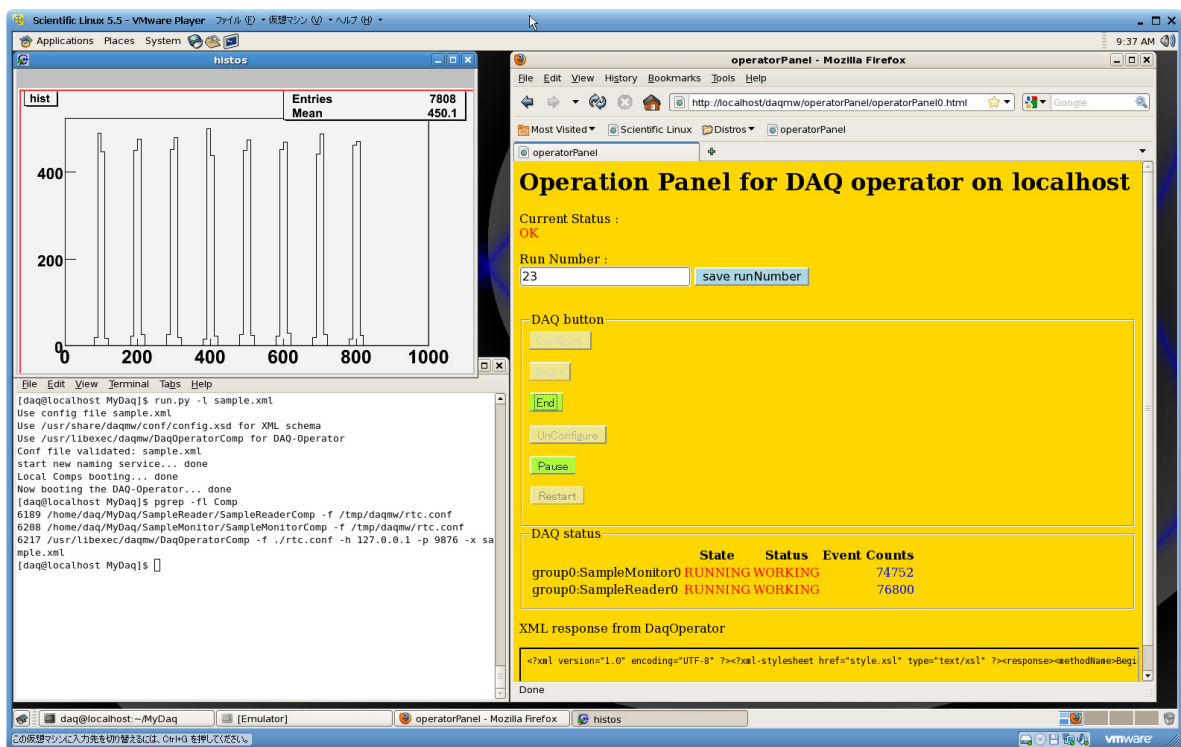 Scientific Linux 5.5 - VMware Player ファイル(F) ・仮想マシン(V) ・ヘルプ(H) ・
Applications Places System 9:37 AM
histos
hist
Entries 7808
Mean 450.1
400
200
0
0 200 400 600 800 1000
File Edit View Terminal Tabs Help
[daq@localhost MyDaq]$ run.py -l sample.xml
Use config file sample.xml
Use /usr/share/daqmw/conf/config.xsd for XML schema
Use /usr/libexec/daqmw/DaqOperatorComp for DAQ-Operator
Conf file validated: sample.xml
start new naming service... done
Local Comps booting... done
Now booting the DAQ-Operator... done
[daq@localhost MyDaq]$ pgrep -fl Comp
6189 /home/daq/MyDaq/SampleReader/SampleReaderComp -f /tmp/daqmw/rtc.conf
6208 /home/daq/MyDaq/SampleMonitor/SampleMonitorComp -f /tmp/daqmw/rtc.conf
6217 /usr/libexec/daqmw/DaqOperatorComp -f ./rtc.conf -h 127.0.0.1 -p 9876 -x sa
mple.xml
[daq@localhost MyDaq]$
operatorPanel - Mozilla Firefox
File Edit View History Bookmarks Tools Help
http://localhost/daqmw/operatorPanel/operatorPanel0.html Google
Most Visited Scientific Linux Distros operatorPanel
operatorPanel
Operation Panel for DAQ operator on localhost
Current Status :
OK
Run Number :
23 save runNumber
DAQ button
Configure
Begin
End
UnConfigure
Pause
Restart
DAQ status
State Status Event Counts
group0:SampleMonitor0 RUNNING WORKING 74752
group0:SampleReader0 RUNNING WORKING 76800
XML response from DaqOperator
<?xml version="1.0" encoding="UTF-8" ?><?xml-stylesheet href="style.xsl" type="text/xsl" ?><response><methodName>Begi
Done
daq@localhost:~/MyDaq [Emulator] operatorPanel - Mozilla Firefox histos
この仮想マシンに入力先を切り替えるには、Ctrl+G を押してください。 vmware